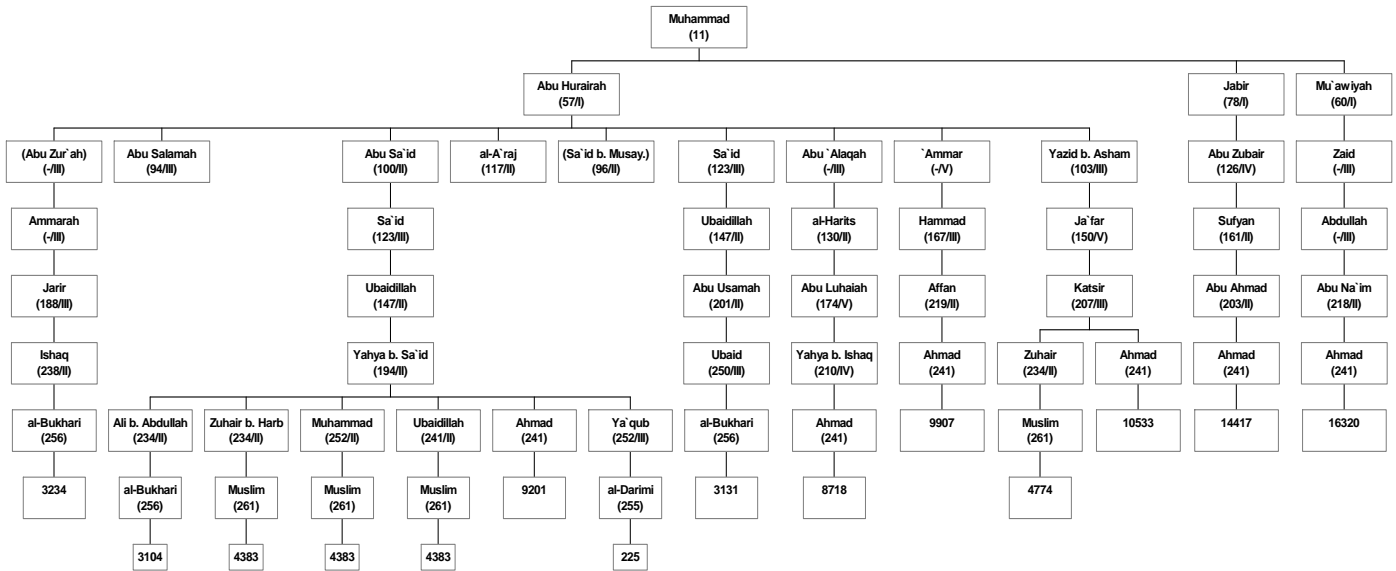 Muhammad
(11)
Abu Hurairah
(57/I)
Jabir
(78/I)
Mu`awiyah
(60/I)
(Abu Zur`ah)
(-/III)
Abu Salamah
(94/III)
Abu Sa`id
(100/II)
al-A`raj
(117/II)
(Sa`id b. Musay.)
(96/II)
Sa`id
(123/III)
Abu `Alaqah
(-/III)
`Ammar
(-/V)
Yazid b. Asham
(103/III)
Abu Zubair
(126/IV)
Zaid
(-/III)
Ammarah
(-/III)
Sa`id
(123/III)
Ubaidillah
(147/II)
al-Harits
(130/II)
Hammad
(167/III)
Ja`far
(150/V)
Sufyan
(161/II)
Abdullah
(-/III)
Jarir
(188/III)
Ubaidillah
(147/II)
Abu Usamah
(201/II)
Abu Luhaiah
(174/V)
Affan
(219/II)
Katsir
(207/III)
Abu Ahmad
(203/II)
Abu Na`im
(218/II)
Ishaq
(238/II)
Yahya b. Sa`id
(194/II)
Ubaid
(250/III)
Yahya b. Ishaq
(210/IV)
Ahmad
(241)
Zuhair
(234/II)
Ahmad
(241)
Ahmad
(241)
Ahmad
(241)
al-Bukhari
(256)
Ali b. Abdullah
(234/II)
Zuhair b. Harb
(234/II)
Muhammad
(252/II)
Ubaidillah
(241/II)
Ahmad
(241)
Ya`qub
(252/III)
al-Bukhari
(256)
Ahmad
(241)
9907
Muslim
(261)
10533
14417
16320
3234
al-Bukhari
(256)
Muslim
(261)
Muslim
(261)
Muslim
(261)
9201
al-Darimi
(255)
3131
8718
4774
3104
4383
4383
4383
225